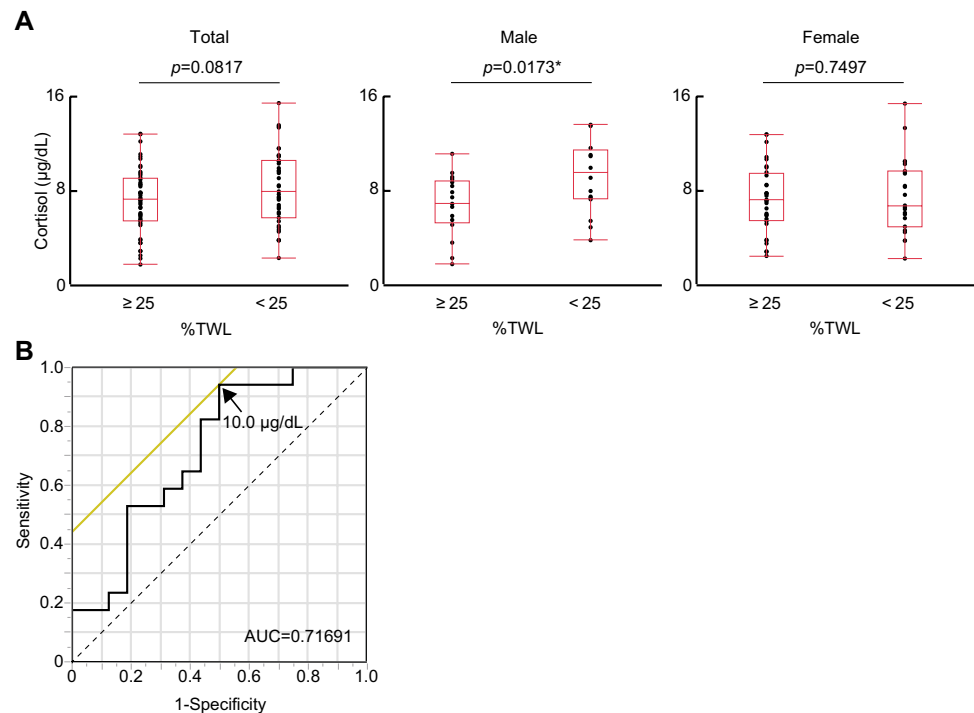 A
Total
Male
Female
p=0.0817
p=0.0173*
p=0.7497
Cortisol (µg/dL)
16
8
0
≥ 25
< 25
%TWL
16
8
0
≥ 25
< 25
%TWL
16
8
0
≥ 25
< 25
%TWL
B
Sensitivity
1.0
0.8
0.6
0.4
0.2
0
10.0 µg/dL
AUC=0.71691
0 0.2 0.4 0.6 0.8 1.0
1-Specificity